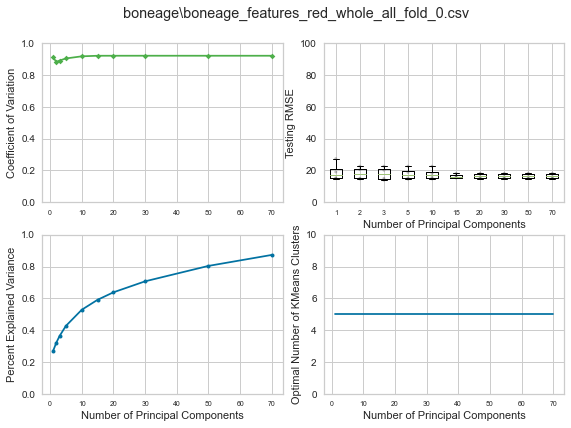 boneage\boneage_features_red_whole_all_fold_0.csv
Coefficient of Variation
1.0
0.8
0.6
0.4
0.2
0.0
0 10 20 30 40 50 60 70
Testing RMSE
100
80
60
40
20
0
1 2 3 5 10 15 20 30 50 70
Number of Principal Components
Percent Explained Variance
1.0
0.8
0.6
0.4
0.2
0.0
0 10 20 30 40 50 60 70
Number of Principal Components
Optimal Number of KMeans Clusters
10
8
6
4
2
0
0 10 20 30 40 50 60 70
Number of Principal Components